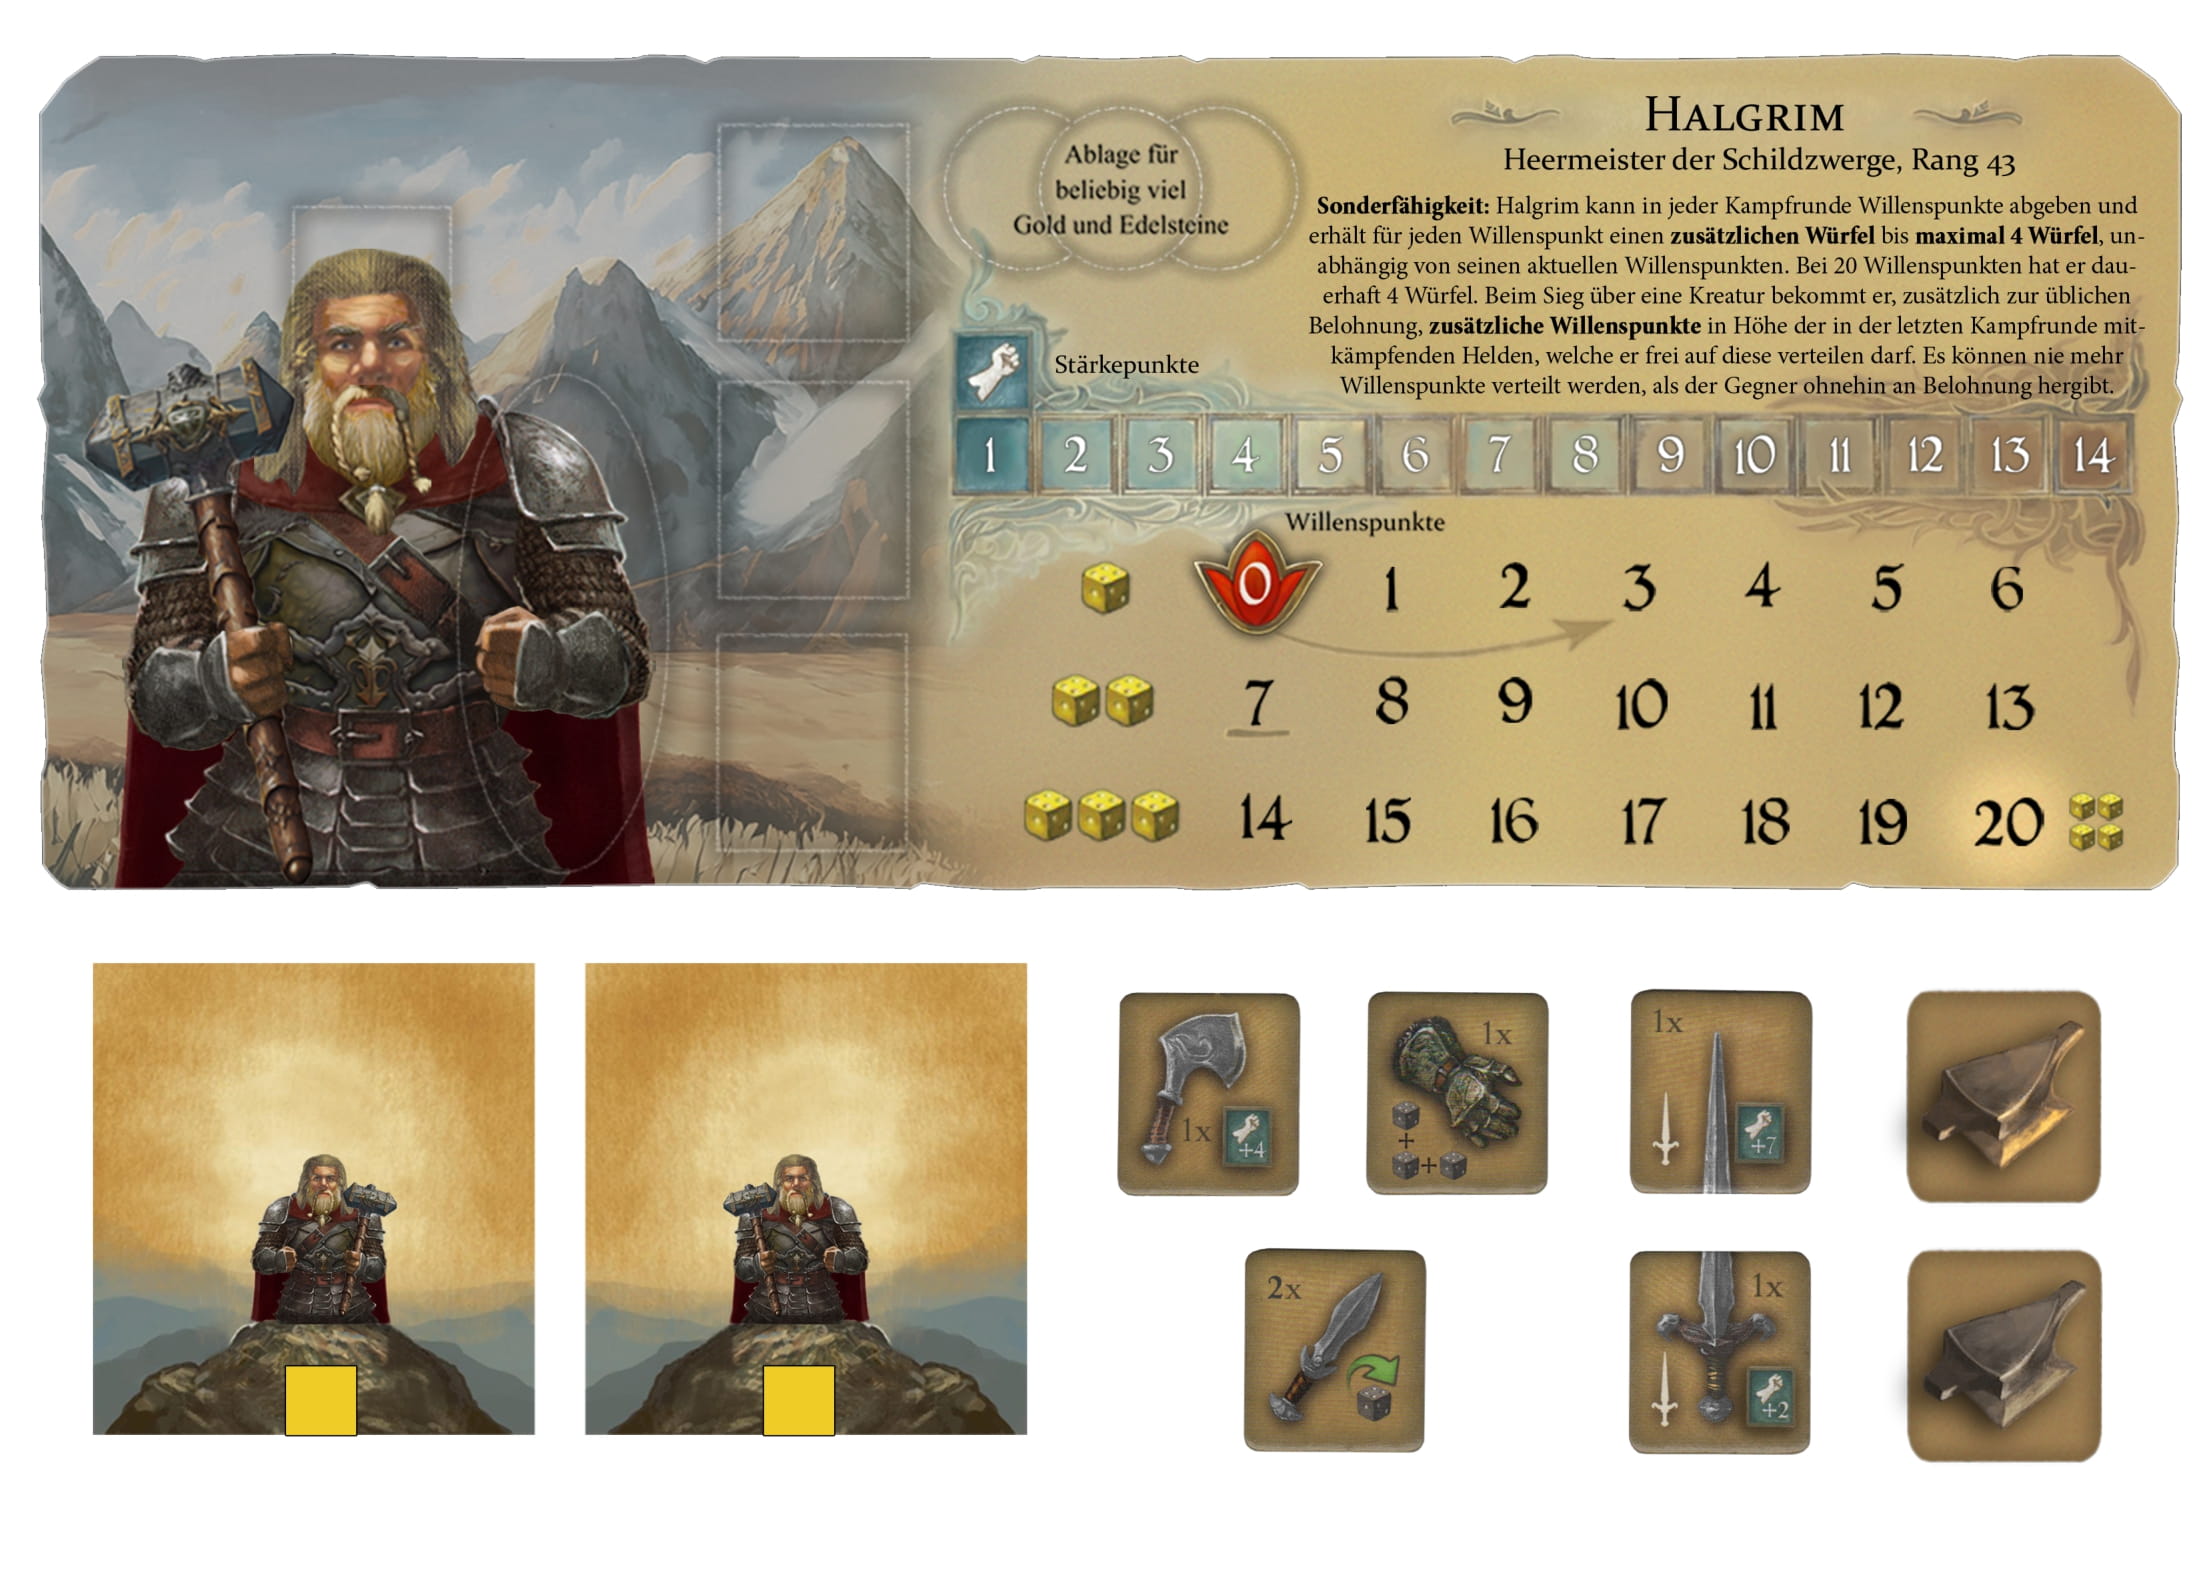 Ablage für
beliebig viel
Gold und Edelsteine
HALGRIM
Heermeister der Schildzwerge, Rang 43
Sonderfähigkeit: Halgrim kann in jeder Kampfrunde Willenspunkte abgeben und
erhält für jeden Willenspunkt einen zusätzlichen Würfel bis maximal 4 Würfel, un-
abhängig von seinen aktuellen Willenspunkten. Bei 20 Willenspunkten hat er dau-
erhaft 4 Würfel. Beim Sieg über eine Kreatur bekommt er, zusätzlich zur üblichen
Belohnung, zusätzliche Willenspunkte in Höhe der in der letzten Kampfrunde mit-
kämpfenden Helden, welche er frei auf diese verteilen darf. Es können nie mehr
Willenspunkte verteilt werden, als der Gegner ohnehin an Belohnung hergibt.
Stärkepunkte
1 2 3 4 5 6 7 8 9 10 11 12 13 14
Willenspunkte
0 1 2 3 4 5 6
7 8 9 10 11 12 13
14 15 16 17 18 19 20
1x +4
1x
+
+
1x
+7
2x
1x
+2